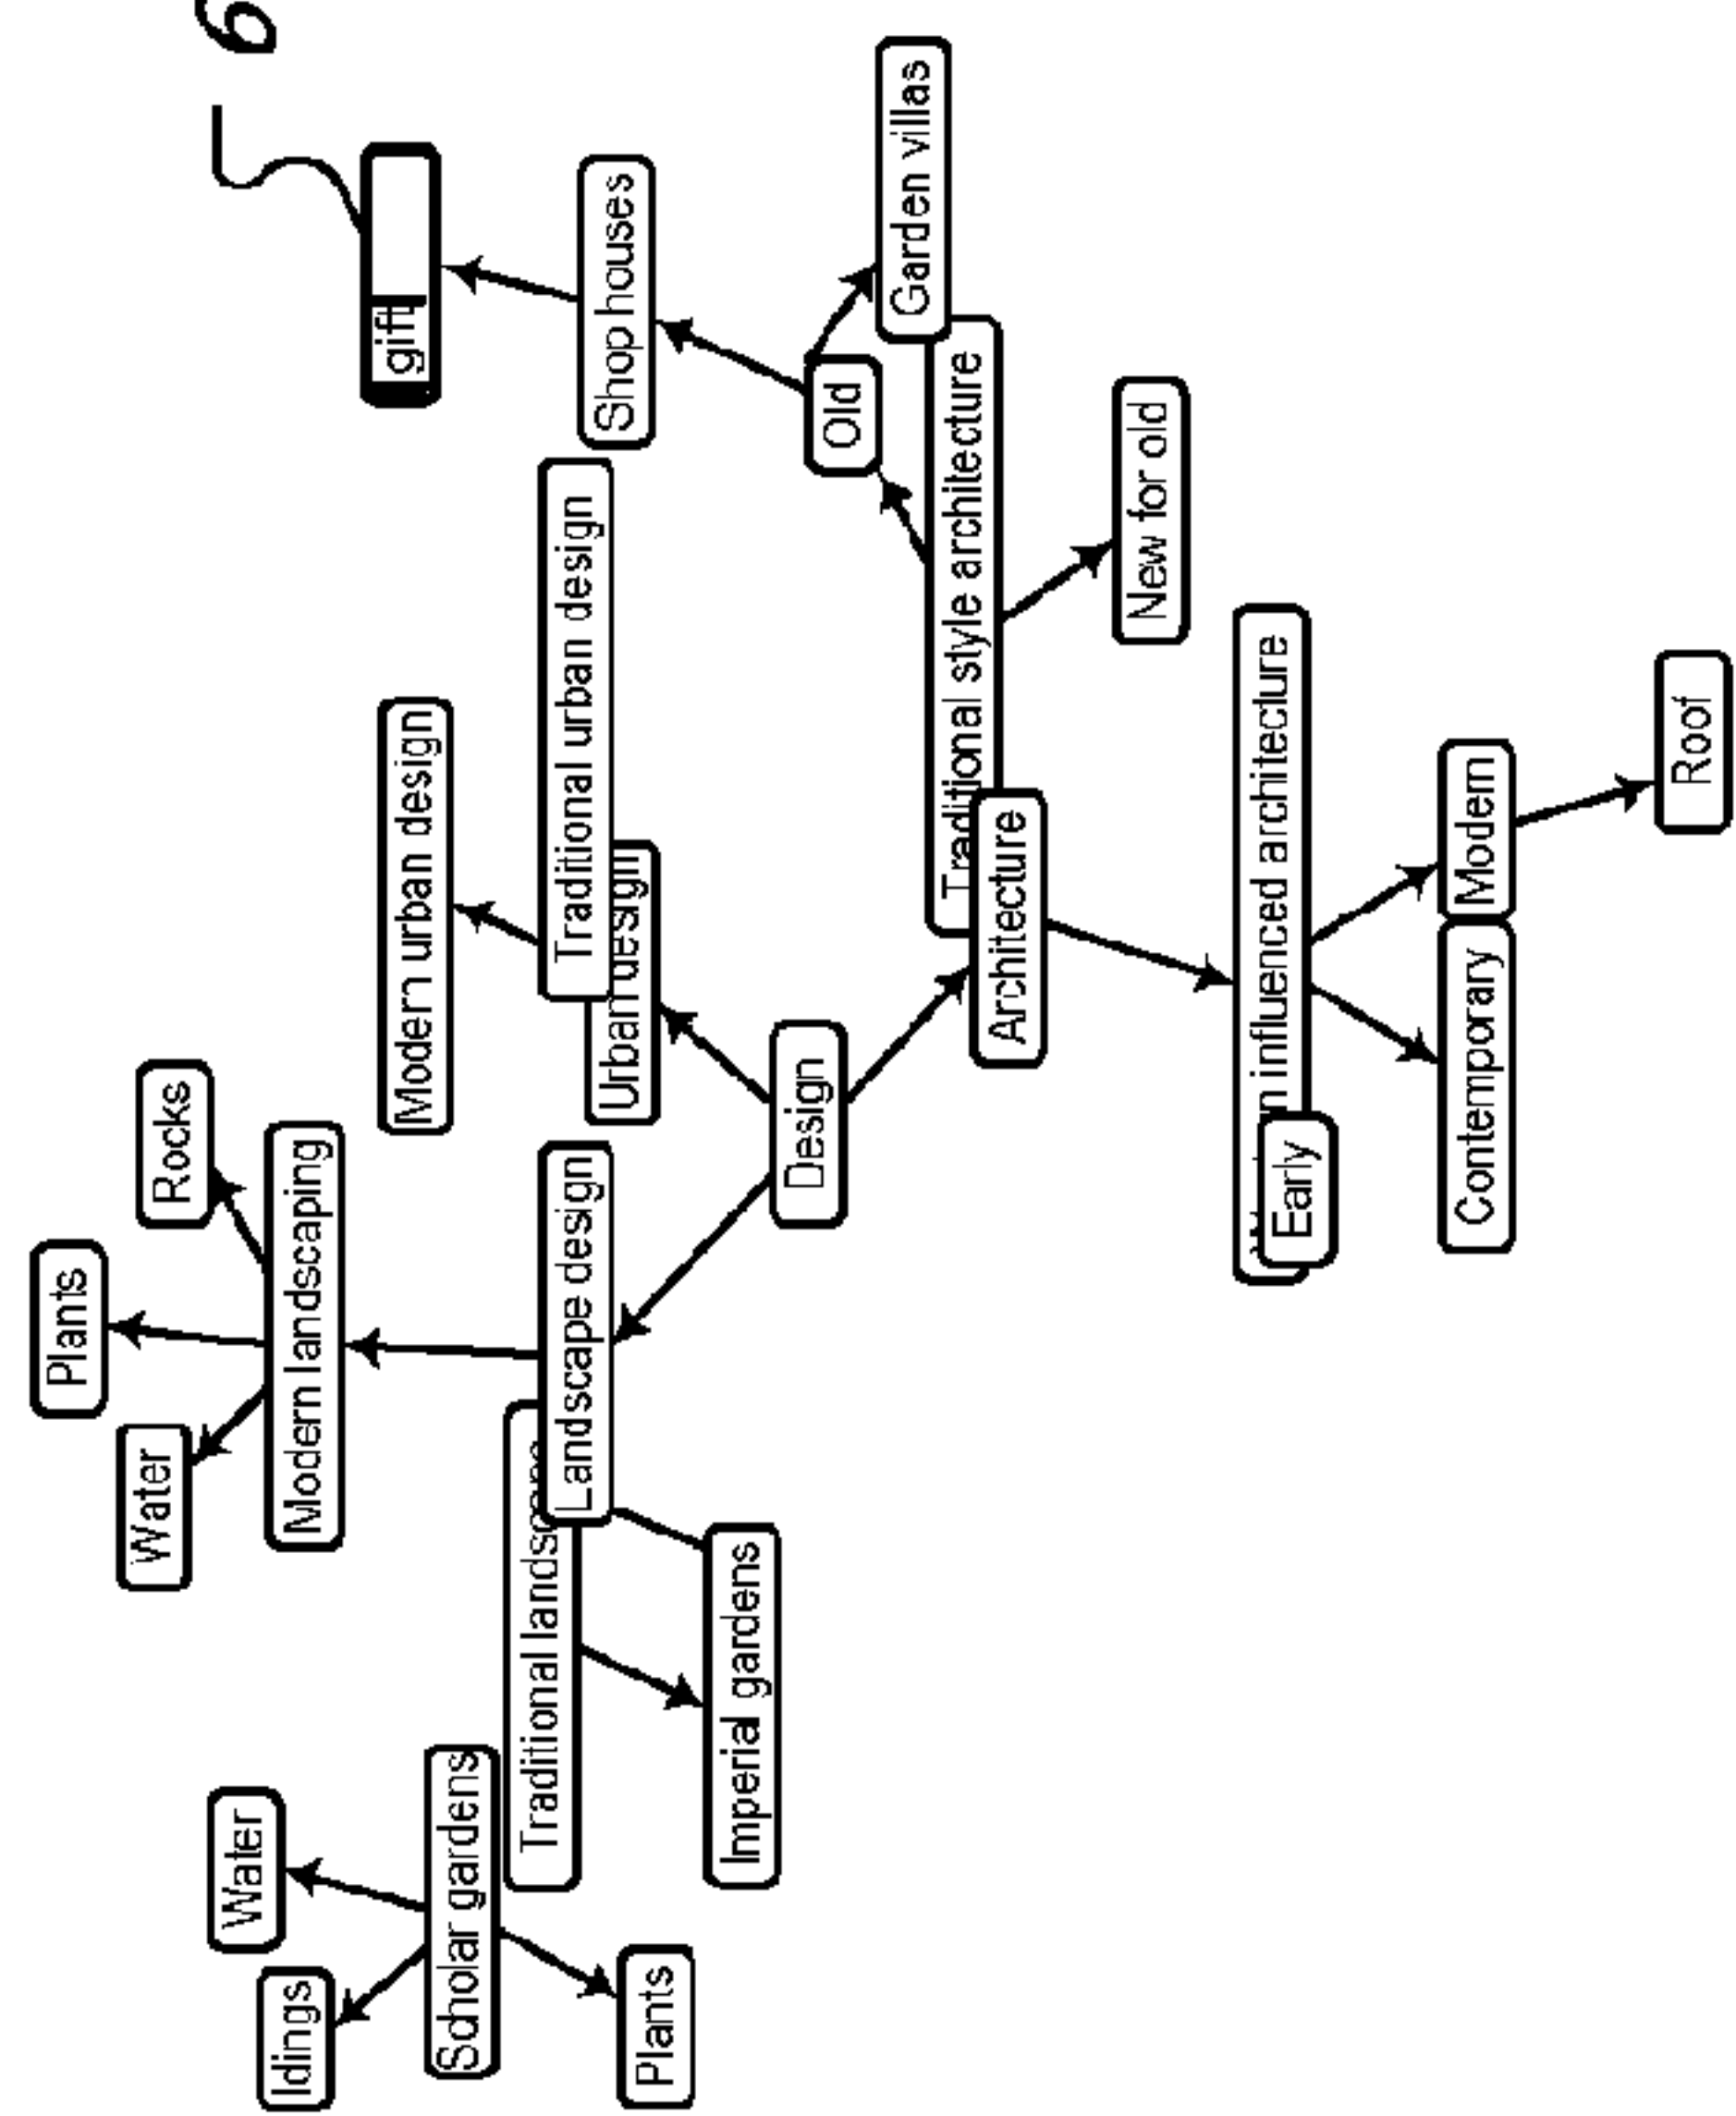 6
gift
Shop houses
Garden villas
Old
Traditional style architecture
New for old
Traditional urban design
Modern urban design
Urban design
Architecture
Design
influenced architecture
Early
Modern
Contemporary
Roof
Rocks
Plants
Water
Modern landscaping
Landscape design
Traditional
Imperial gardens
Scholar gardens
Water
ldings
Plants